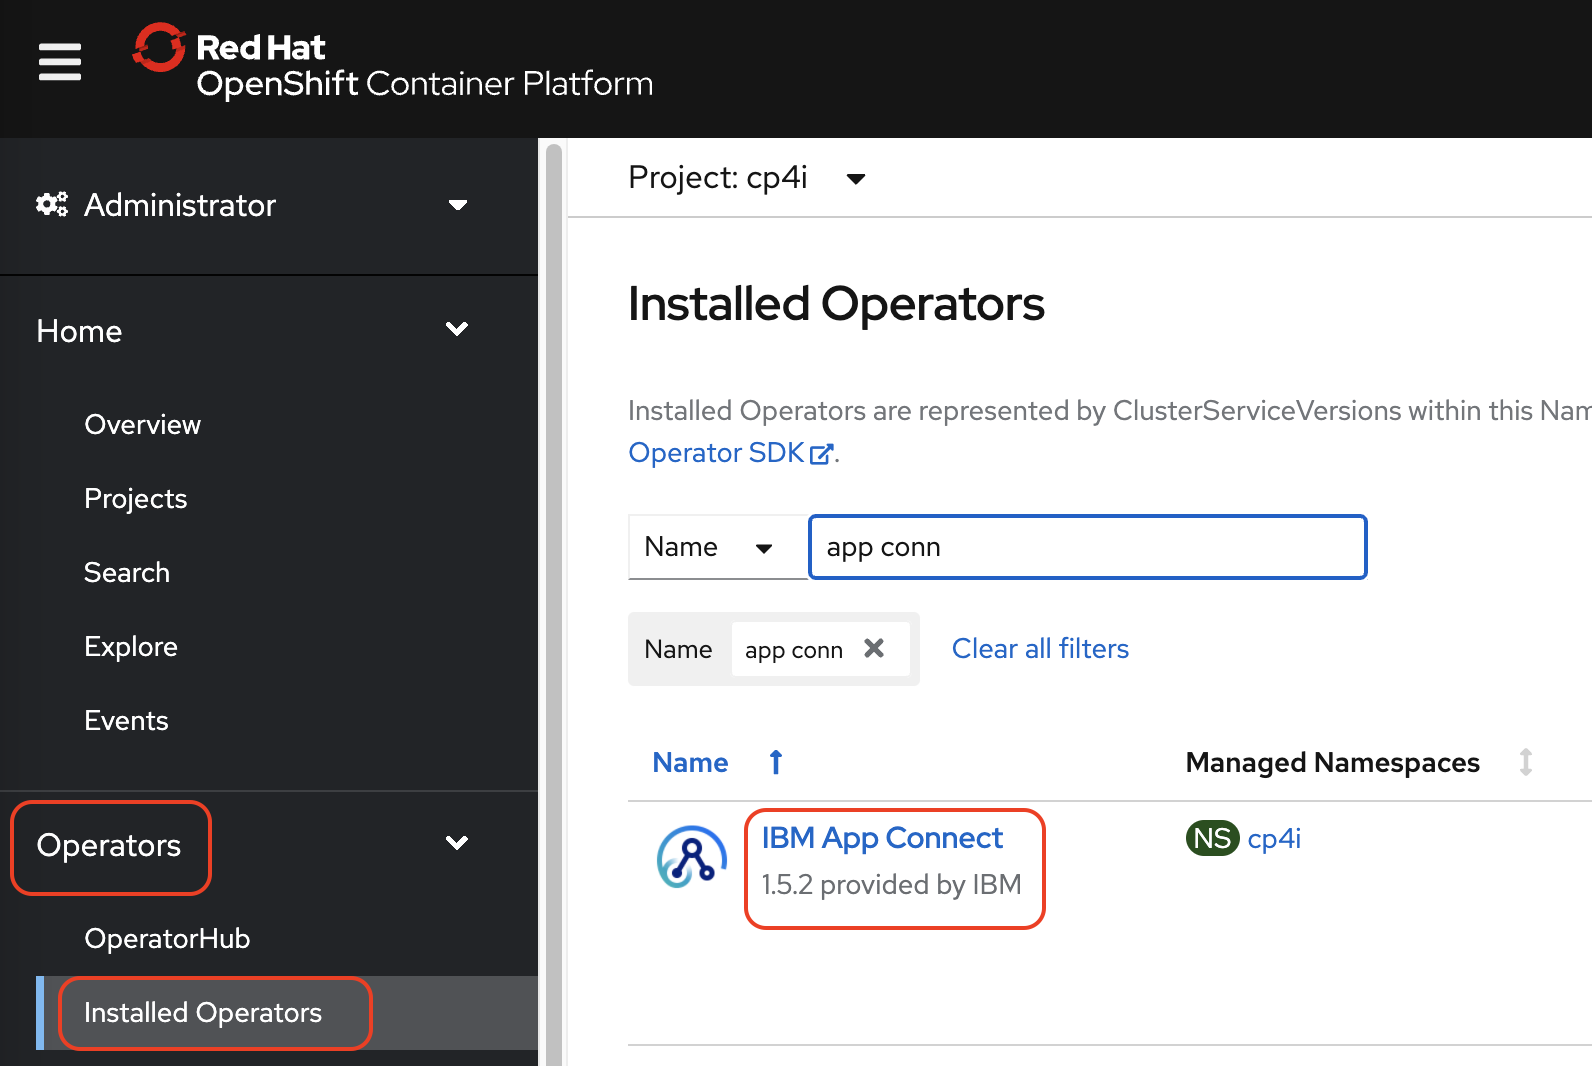 Red Hat
OpenShift Container Platform
Administrator
Home
Overview
Projects
Search
Explore
Events
Operators
OperatorHub
Installed Operators
Project: cp4i
Installed Operators
Installed Operators are represented by ClusterServiceVersions within this Nam
Operator SDK.
Name
app conn
Name app conn Clear all filters
Name Managed Namespaces
IBM App Connect NS cp4i
1.5.2 provided by IBM